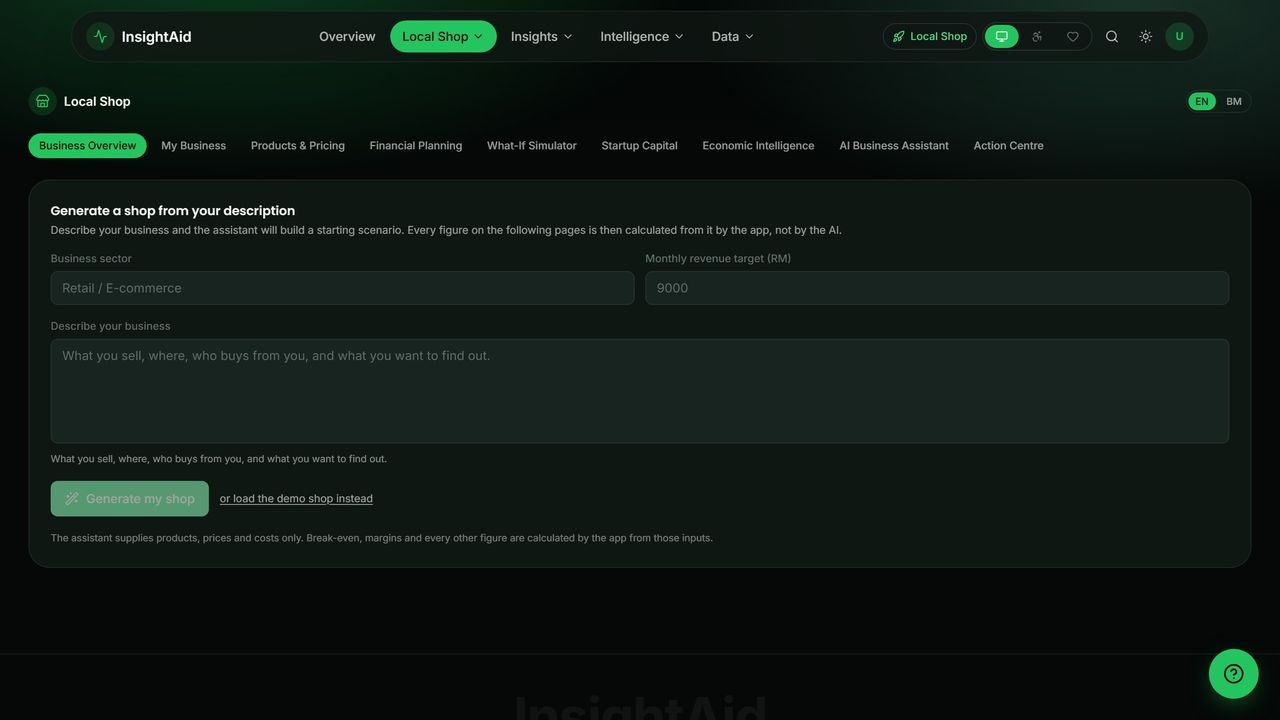 InsightAid
Overview
Local Shop
Insights
Intelligence
Data
Local Shop
U
Local Shop
EN
BM
Business Overview
My Business
Products & Pricing
Financial Planning
What-If Simulator
Startup Capital
Economic Intelligence
AI Business Assistant
Action Centre
Generate a shop from your description
Describe your business and the assistant will build a starting scenario. Every figure on the following pages is then calculated from it by the app, not by the AI.
Business sector
Monthly revenue target (RM)
Retail / E-commerce
9000
Describe your business
What you sell, where, who buys from you, and what you want to find out.
What you sell, where, who buys from you, and what you want to find out.
Generate my shop
or load the demo shop instead
The assistant supplies products, prices and costs only. Break-even, margins and every other figure are calculated by the app from those inputs.
InsightAid